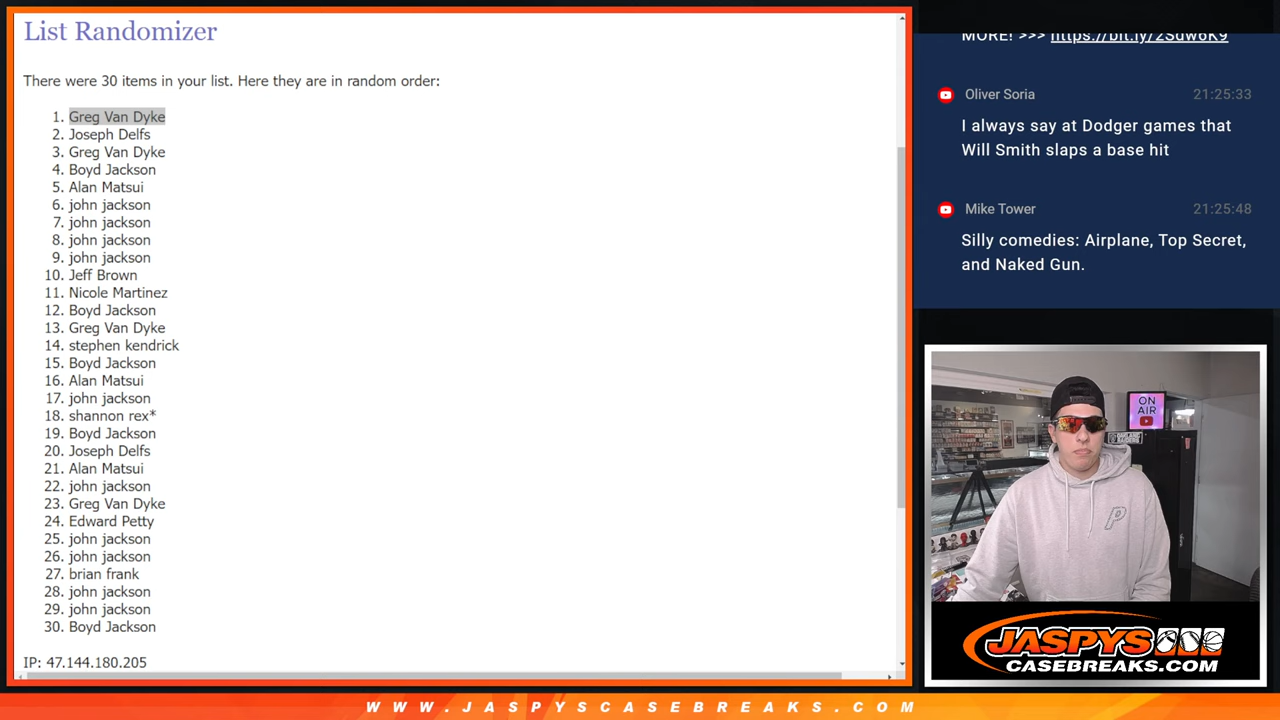 List Randomizer
There were 30 items in your list. Here they are in random order:
1. Greg Van Dyke
2. Joseph Delfs
3. Greg Van Dyke
4. Boyd Jackson
5. Alan Matsui
6. john jackson
7. john jackson
8. john jackson
9. john jackson
10. Jeff Brown
11. Nicole Martinez
12. Boyd Jackson
13. Greg Van Dyke
14. stephen kendrick
15. Boyd Jackson
16. Alan Matsui
17. john jackson
18. shannon rex*
19. Boyd Jackson
20. Joseph Delfs
21. Alan Matsui
22. john jackson
23. Greg Van Dyke
24. Edward Petty
25. john jackson
26. john jackson
27. brian frank
28. john jackson
29. john jackson
30. Boyd Jackson
IP: 47.144.180.205
MORE! >>> https://bit.ly/2Sdw6K9
Oliver Soria 21:25:33
I always say at Dodger games that
Will Smith slaps a base hit
Mike Tower 21:25:48
Silly comedies: Airplane, Top Secret,
and Naked Gun.
ON
AIR
JASPYS
CASEBREAKS.COM
WWW.JASPYSCASEBREAKS.COM